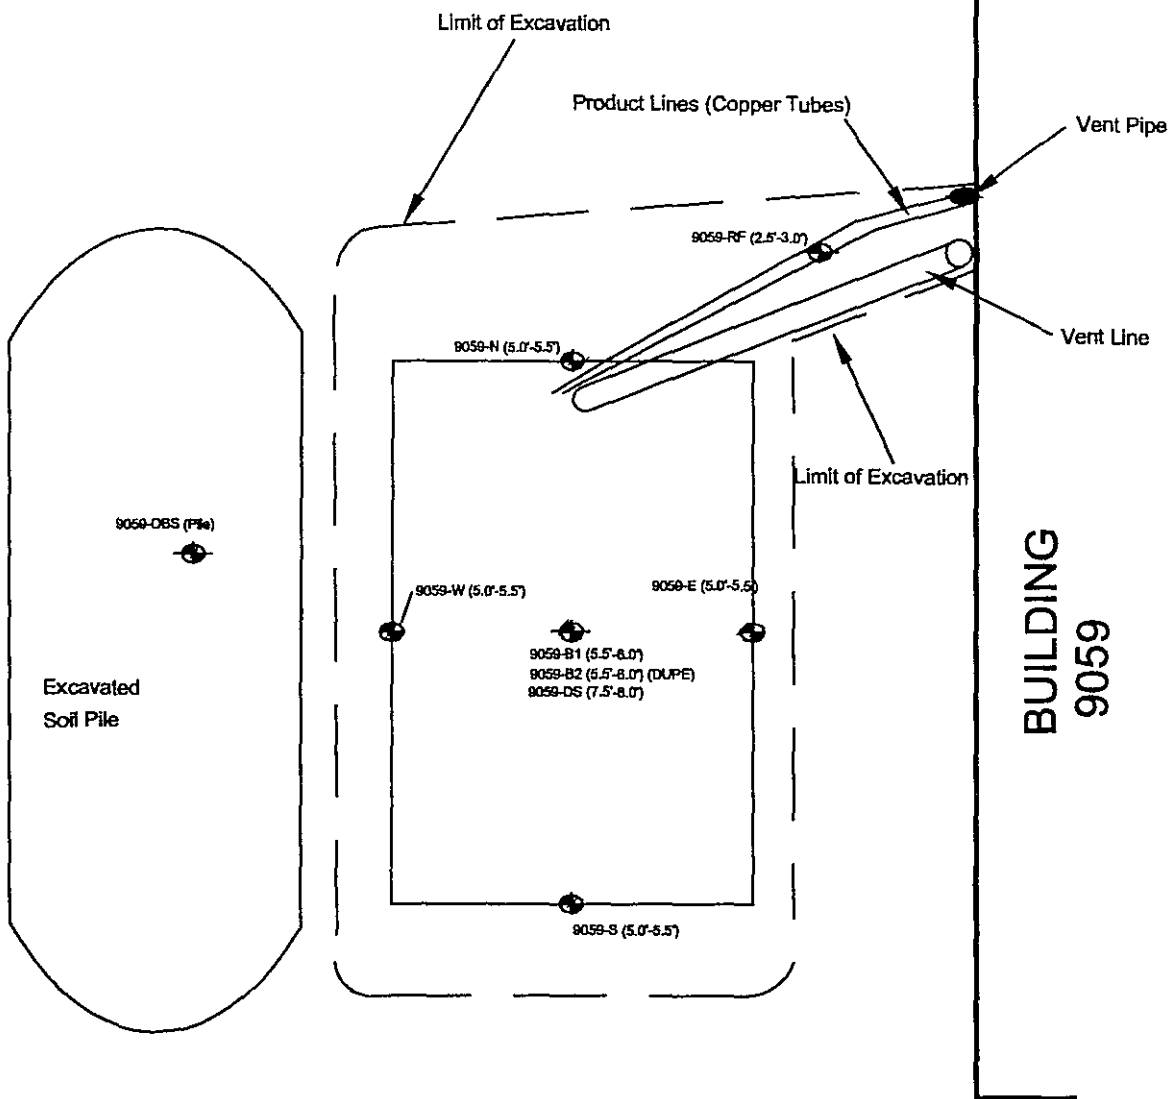 Limit of Excavation
Product Lines (Copper Tubes)
Vent Pipe
9059-RF (2.5'-3.0')
Vent Line
9059-N (5.0'-5.5')
Limit of Excavation
9059-OBS (Pile)
9059-W (5.0'-5.5')
9059-E (5.0'-5.5)
9059-B1 (5.5'-6.0')
9059-B2 (5.5'-6.0') (DUPE)
9059-DS (7.5'-8.0')
Excavated
Soil Pile
BUILDING
9059
9059-S (5.0'-5.5')